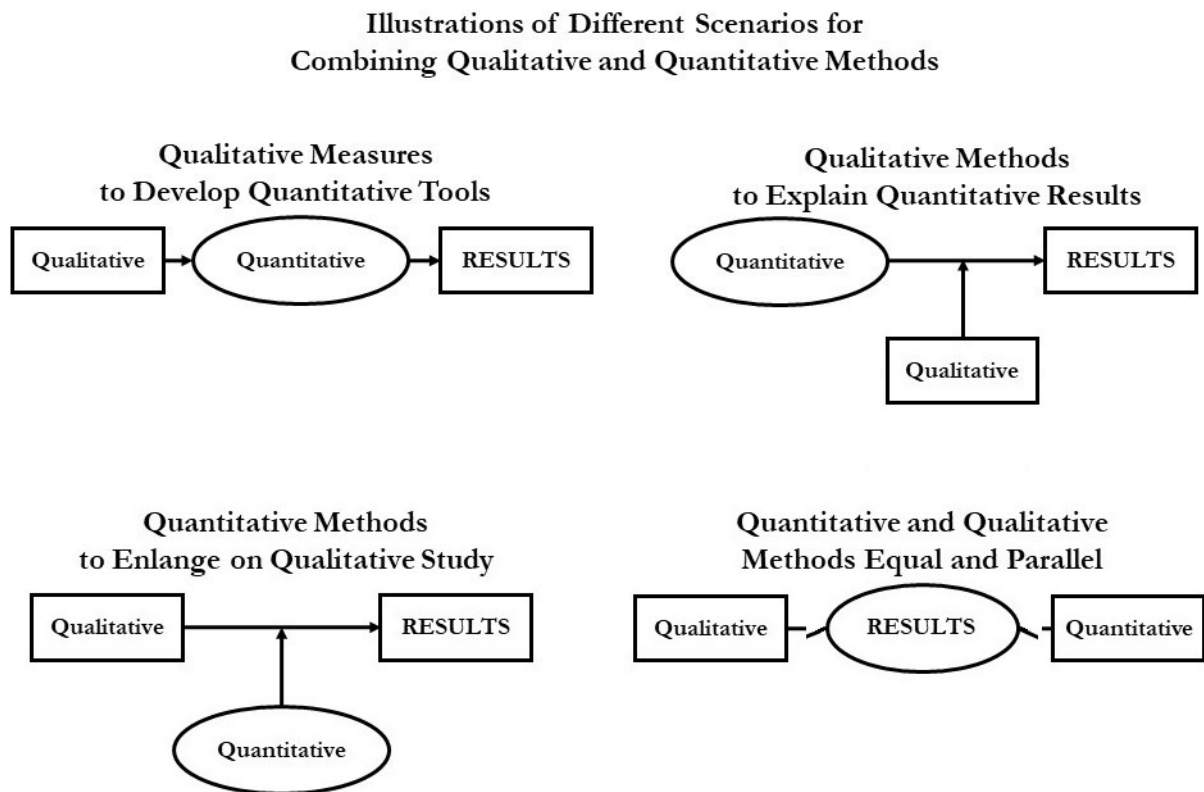 Illustrations of Different Scenarios for
Combining Qualitative and Quantitative Methods
Qualitative Measures
to Develop Quantitative Tools
Qualitative
Quantitative
RESULTS
Qualitative Methods
to Explain Quantitative Results
Quantitative
RESULTS
Qualitative
Quantitative Methods
to Enlange on Qualitative Study
Qualitative
RESULTS
Quantitative
Quantitative and Qualitative
Methods Equal and Parallel
Qualitative
RESULTS
Quantitative